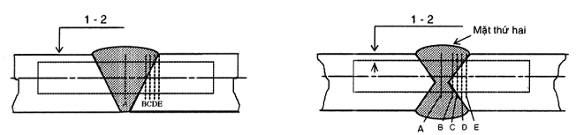 1 - 2
A BCDE
1 - 2
Mặt thứ hai
A B C D E